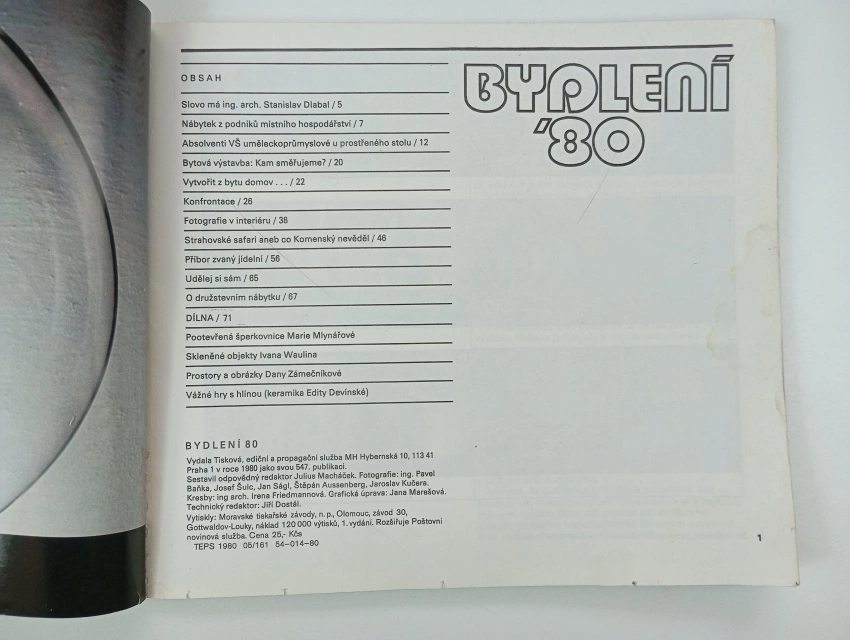 OBSAH
Slovo má ing. arch. Stanislav Dlabal / 5
Nábytek z podniků místního hospodářství / 7
Absolventi VŠ uměleckoprůmyslové u prostřeného stolu / 12
Bytová výstavba: Kam směřujeme? / 20
Vytvořit z bytu domov . . . / 22
Konfrontace / 26
Fotografie v interiéru / 38
Strahovské safari aneb co Komenský nevěděl / 46
Příbor zvaný jídelní / 56
Udělej si sám / 65
O družstevním nábytku / 67
DÍLNA / 71
Pootevřená šperkovnice Marie Mlynářové
Skleněné objekty Ivana Waulina
Prostory a obrázky Dany Zámečníkové
Vážné hry s hlínou (keramika Edity Devinské)
BYDLENÍ
'80
BYDLENÍ 80
Vydala Tisková, ediční a propagační služba MH Hybernská 10, 113 41
Praha 1 v roce 1980 jako svou 547. publikaci.
Sestavil odpovědný redaktor Julius Macháček. Fotografie: ing. Pavel
Baňka, Josef Šulc, Jan Ságl, Štěpán Aussenberg, Jaroslav Kučera.
Kresby: ing arch. Irena Friedmannová. Grafická úprava: Jana Marešová.
Technický redaktor: Jiří Dostál.
Vytiskly: Moravské tiskařské závody, n. p., Olomouc, závod 30,
Gottwaldov-Louky, náklad 120 000 výtisků, 1. vydání. Rozšiřuje Poštovní
novinová služba. Cena 25,- Kčs
TEPS 1980 05/161 54-014-80
1